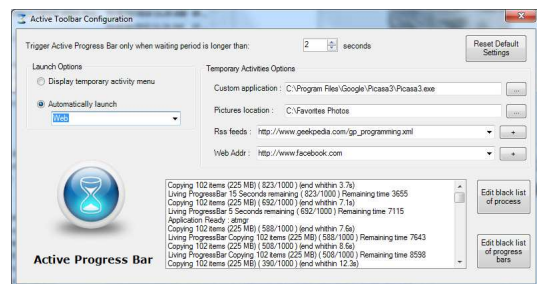 Active Toolbar Configuration
Trigger Active Progress Bar only when waiting period is longer than: 2 seconds
Reset Default Settings
Launch Options
Display temporary activity menu
Automatically launch
Web
Temporary Activities Options
Custom application : C:\Program Files\Google\Picasa3\Picasa3.exe ...
Pictures location : C:\Favorites Photos ...
Rss feeds : http://www.geekpedia.com/gp_programming.xml +
Web Addr : http://www.facebook.com +
Active Progress Bar
Copying 102 items (225 MB) ( 823/1000 ) (end whithin 3.7s)
Living ProgressBar 15 Seconds remaining ( 823/1000 ) Remaining time 3655
Copying 102 items (225 MB) ( 692/1000 ) (end whithin 7.1s)
Living ProgressBar 5 Seconds remaining ( 692/1000 ) Remaining time 7115
Application Ready : atmgr
Copying 102 items (225 MB) ( 588/1000 ) (end whithin 7.6s)
Living ProgressBar Copying 102 items (225 MB) ( 588/1000 ) Remaining time 7643
Copying 102 items (225 MB) ( 508/1000 ) (end whithin 8.6s)
Living ProgressBar Copying 102 items (225 MB) ( 508/1000 ) Remaining time 8598
Copying 102 items (225 MB) ( 390/1000 ) (end whithin 12.3s)
Edit black list of process
Edit black list of progress bars